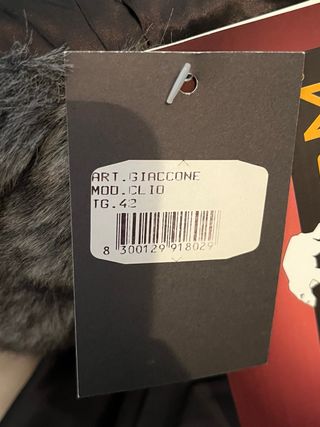 ART.GIACCONE
MOD.CLIO
TG.42
8 300129 918029